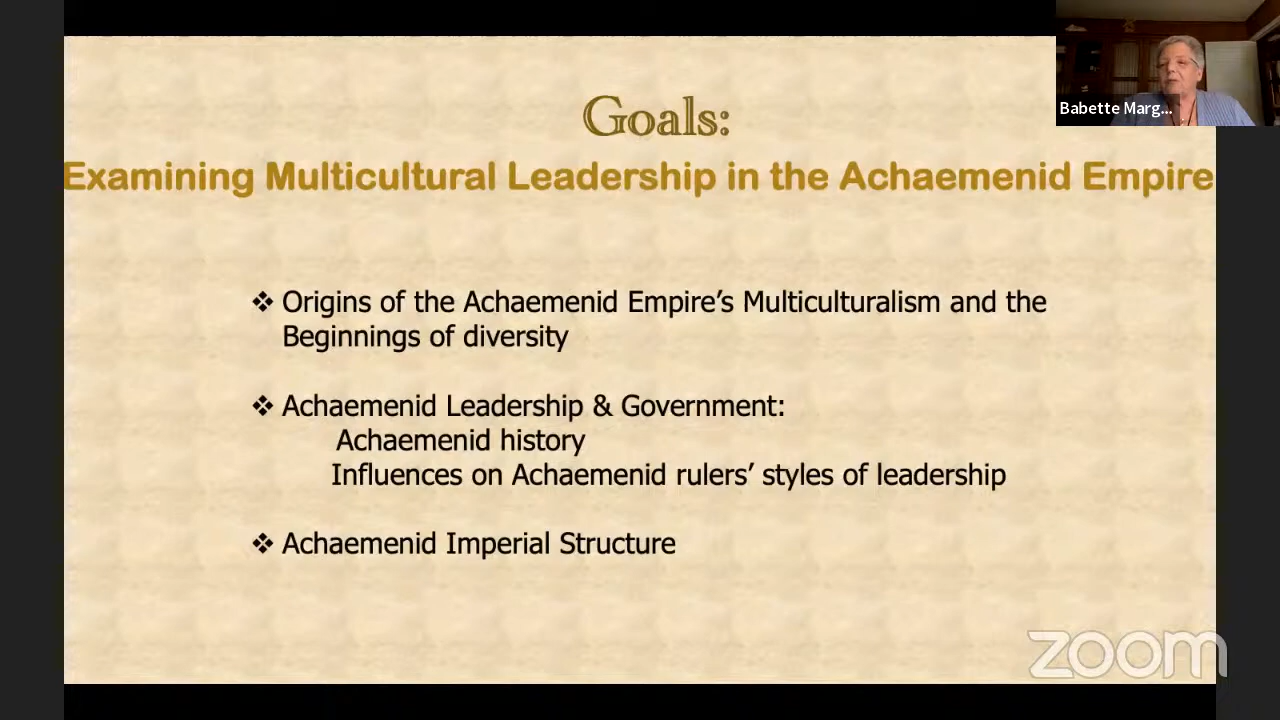 Goals:
Examining Multicultural Leadership in the Achaemenid Empire
Babette Marg...
❖ Origins of the Achaemenid Empire’s Multiculturalism and the
Beginnings of diversity
❖ Achaemenid Leadership & Government:
Achaemenid history
Influences on Achaemenid rulers’ styles of leadership
❖ Achaemenid Imperial Structure
zoom